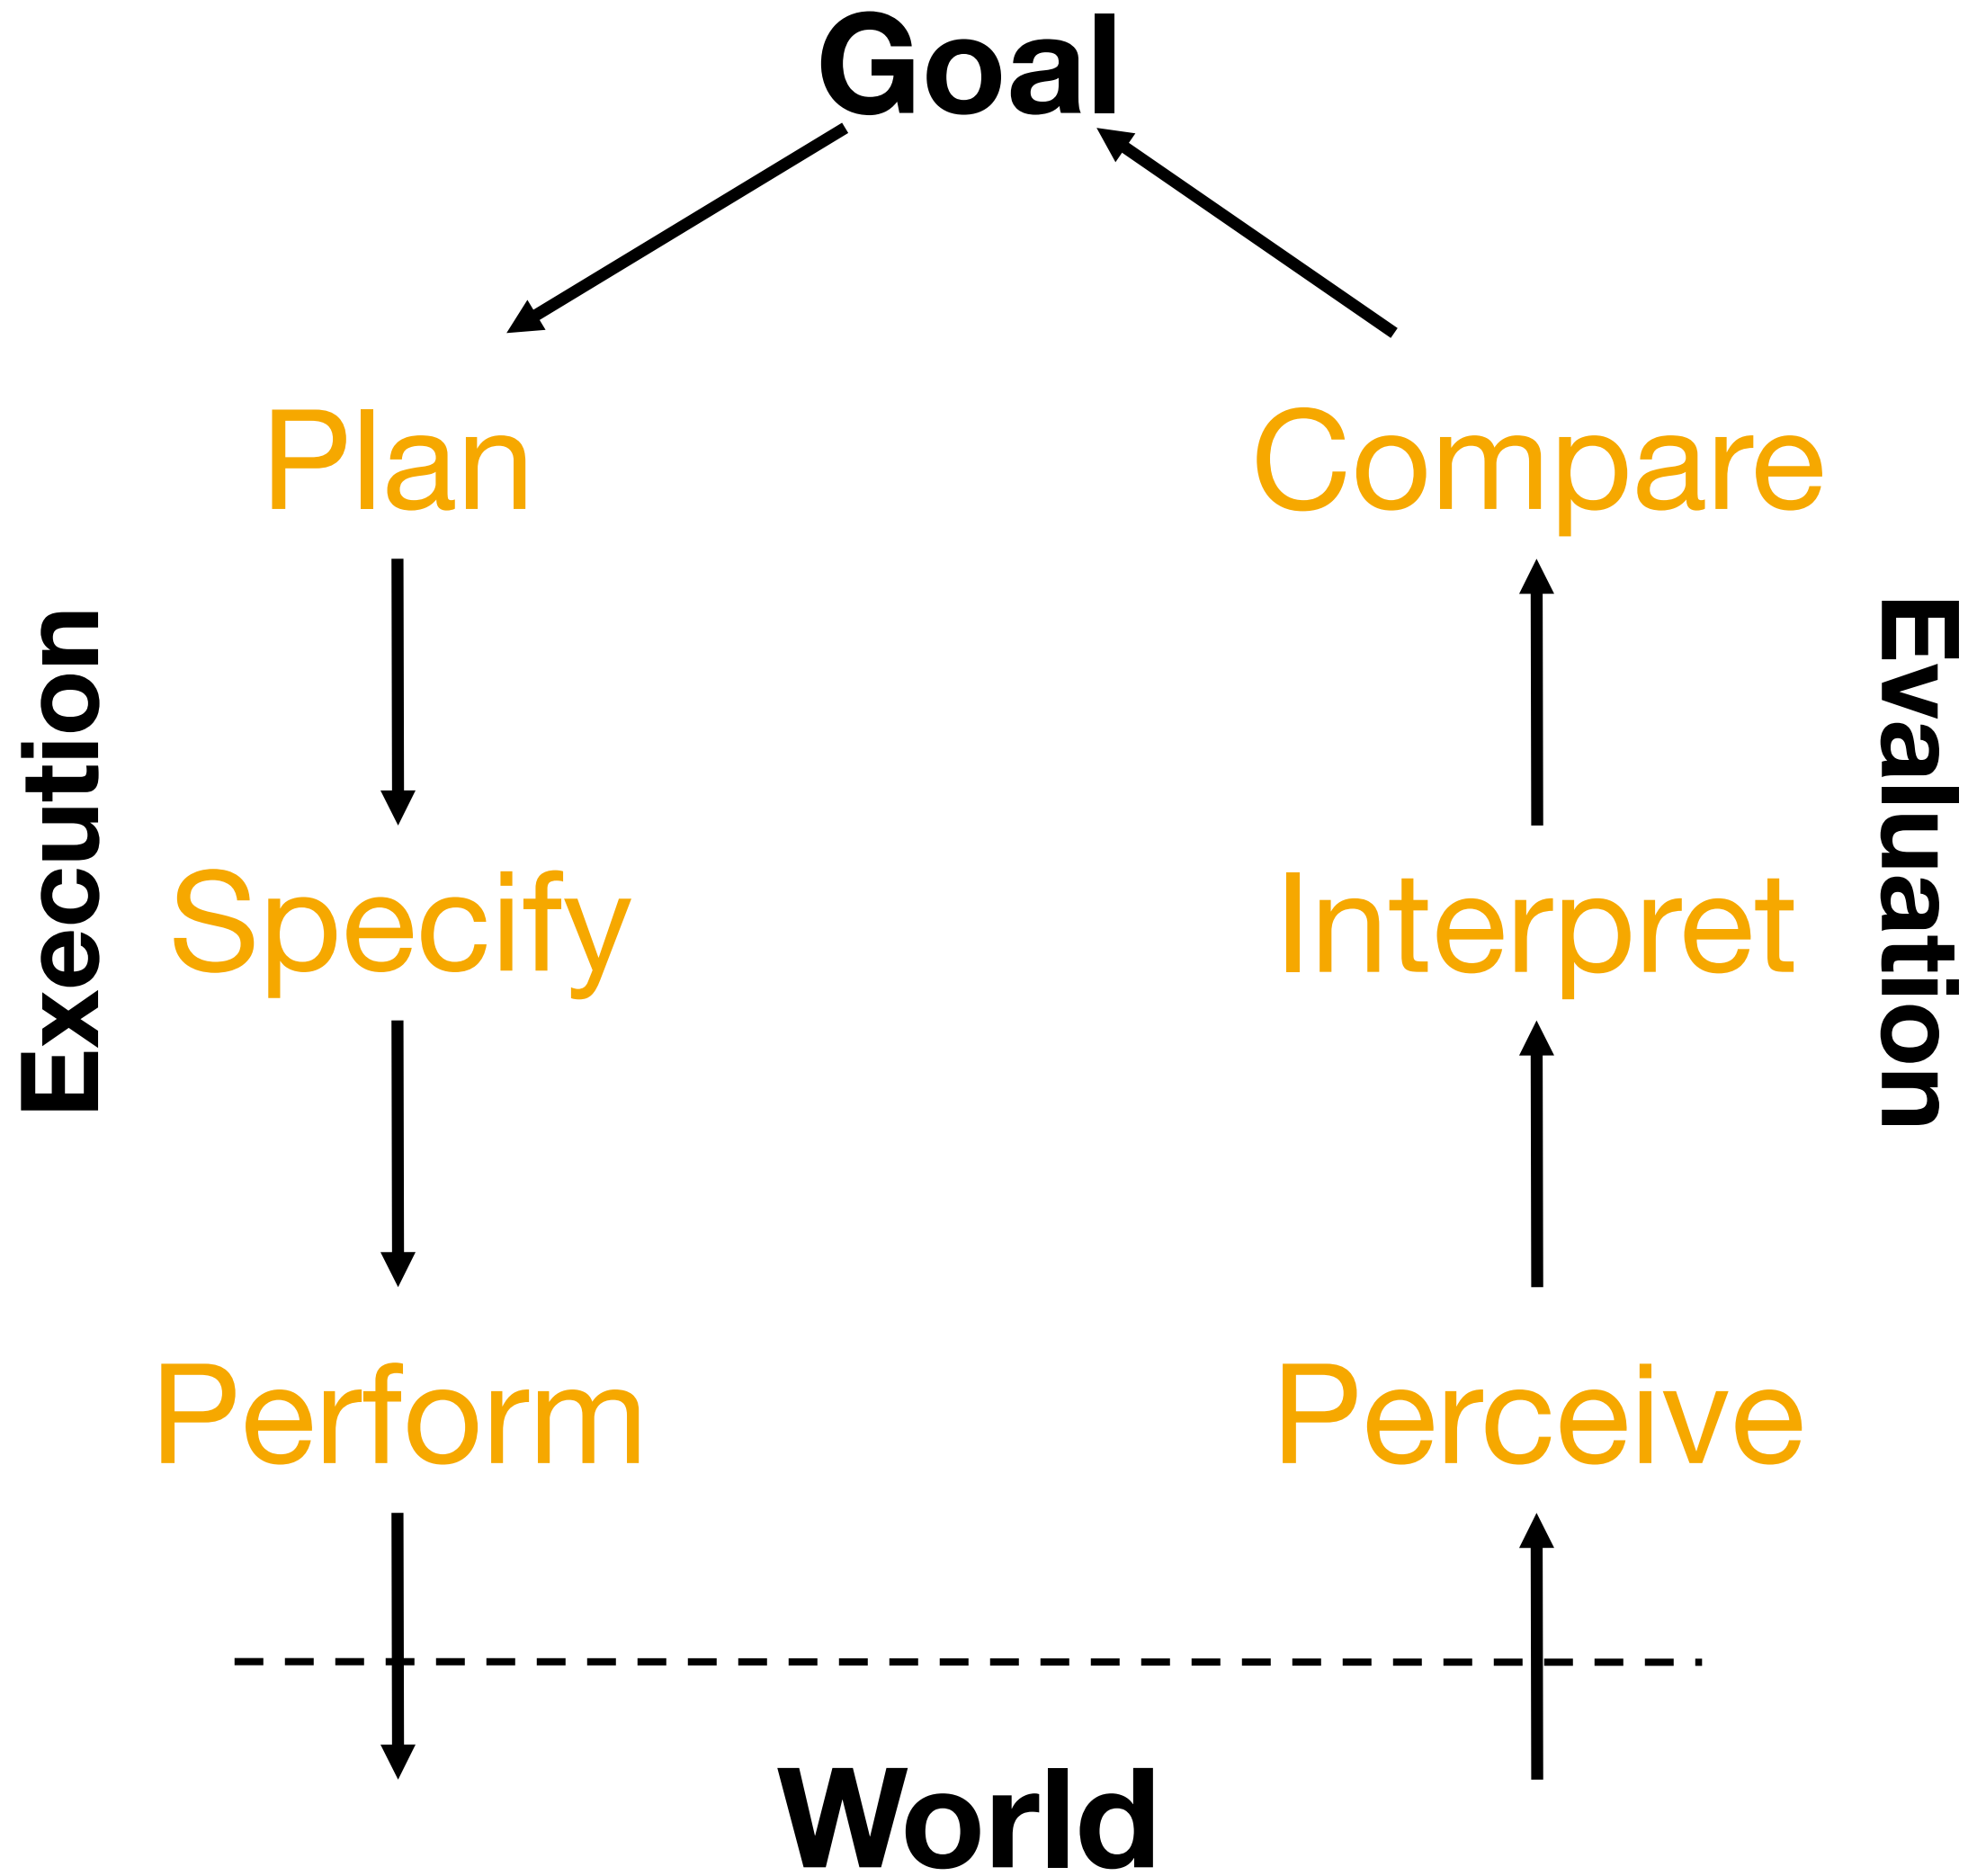 Goal
Plan
Compare
Execution
Evaluation
Specify
Interpret
Perform
Perceive
World